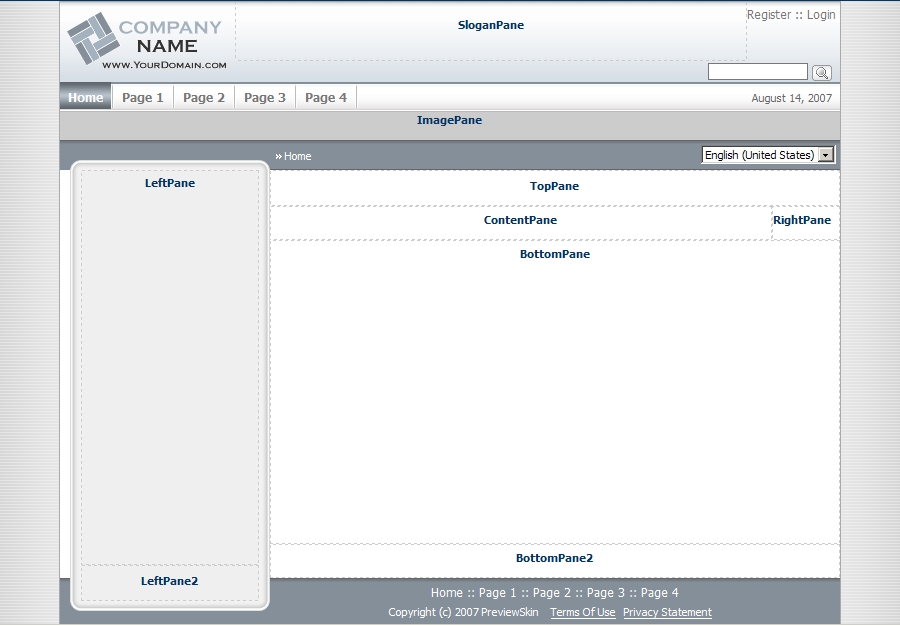 COMPANY
NAME
www.YourDomain.com
SloganPane
Register :: Login
Home Page 1 Page 2 Page 3 Page 4
August 14, 2007
ImagePane
» Home
English (United States)
LeftPane
TopPane
ContentPane
RightPane
BottomPane
BottomPane2
LeftPane2
Home :: Page 1 :: Page 2 :: Page 3 :: Page 4
Copyright (c) 2007 PreviewSkin Terms Of Use Privacy Statement